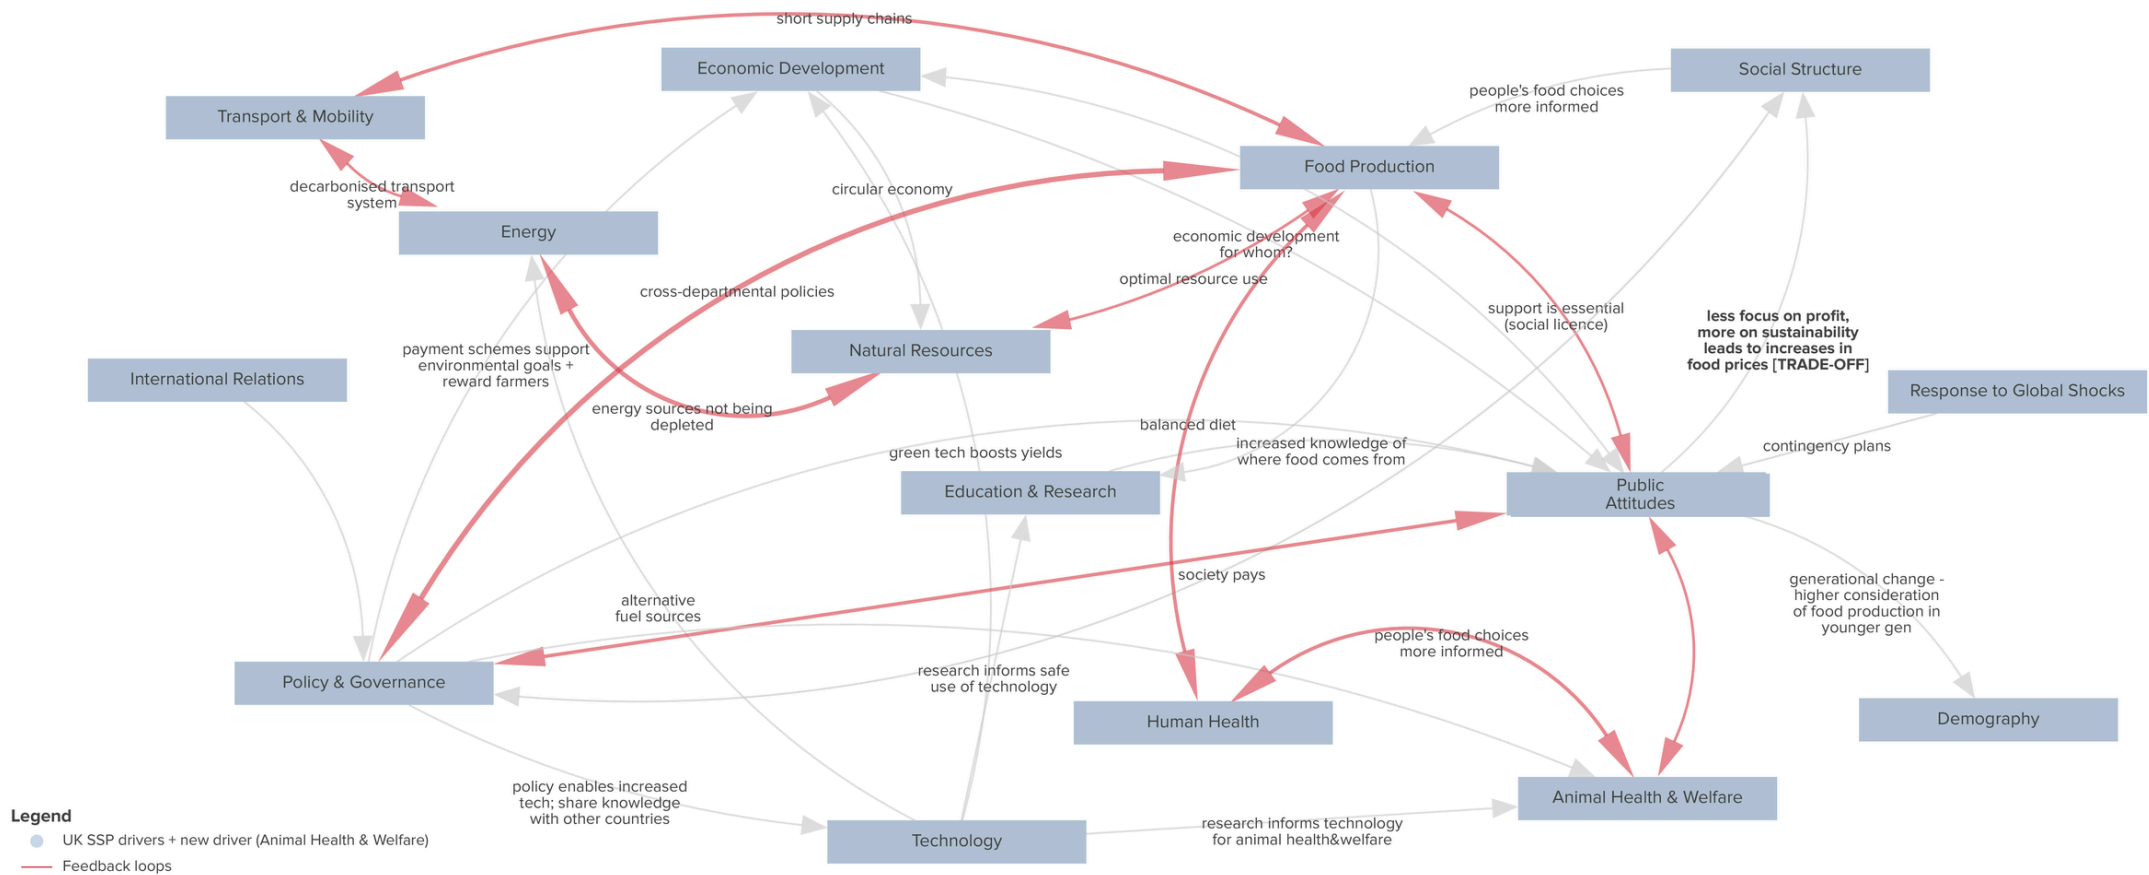 short supply chains
Economic Development
Social Structure
people's food choices
more informed
Transport & Mobility
Food Production
decarbonised transport
system
circular economy
Energy
economic development
for whom?
optimal resource use
cross-departmental policies
support is essential
(social licence)
less focus on profit,
more on sustainability
leads to increases in
food prices [TRADE-OFF]
payment schemes support
environmental goals +
reward farmers
Natural Resources
International Relations
Response to Global Shocks
energy sources not being
depleted
balanced diet
green tech boosts yields
increased knowledge of
where food comes from
contingency plans
Education & Research
Public
Attitudes
society pays
generational change -
higher consideration
of food production in
younger gen
alternative
fuel sources
people's food choices
more informed
research informs safe
use of technology
Policy & Governance
Human Health
Demography
policy enables increased
tech; share knowledge
with other countries
Animal Health & Welfare
research informs technology
for animal health&welfare
Technology
Legend
UK SSP drivers + new driver (Animal Health & Welfare)
Feedback loops